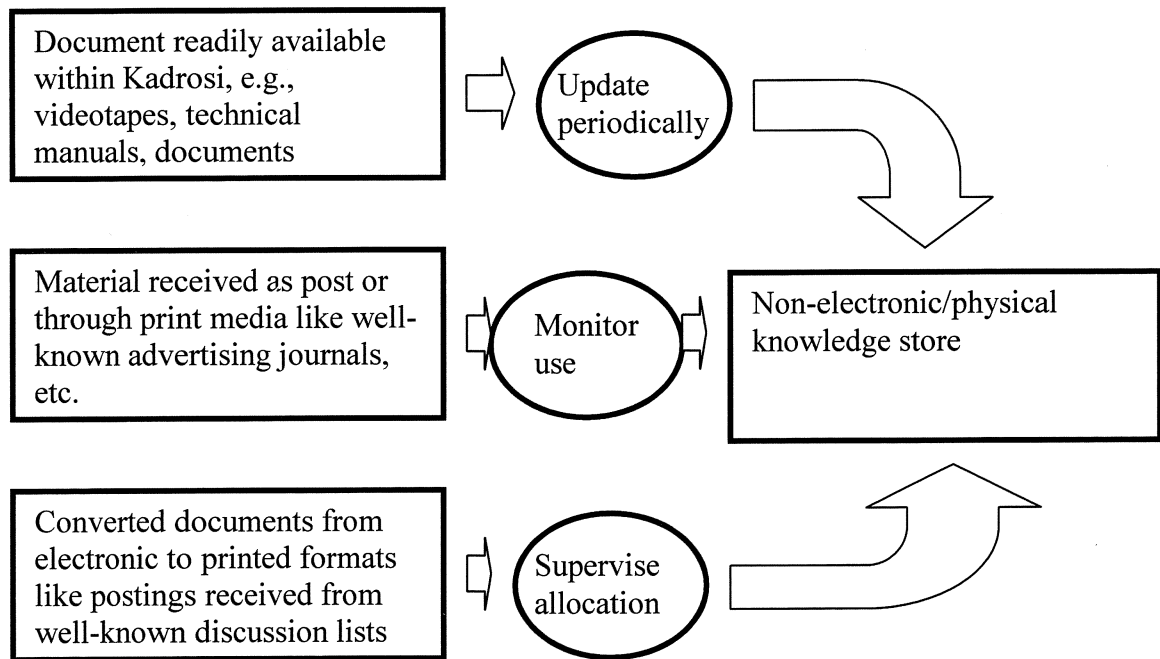 Document readily available
within Kadrosi, e.g.,
videotapes, technical
manuals, documents
Update
periodically
Material received as post or
through print media like well-
known advertising journals,
etc.
Monitor
use
Non-electronic/physical
knowledge store
Converted documents from
electronic to printed formats
like postings received from
well-known discussion lists
Supervise
allocation